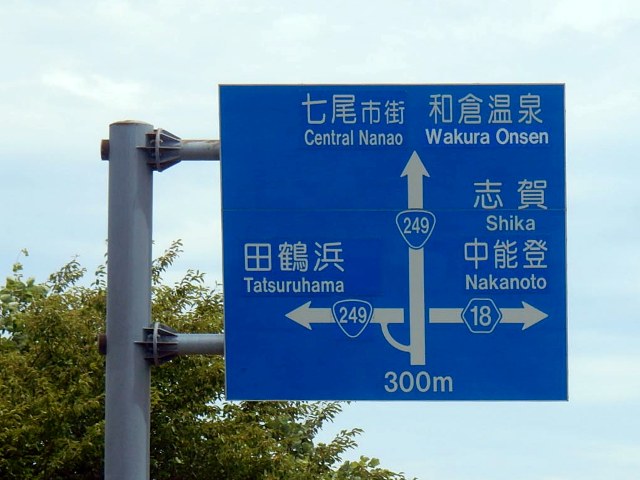 七尾市街 和倉温泉
Central Nanao Wakura Onsen
志賀
Shika
249
田鶴浜 中能登
Tatsuruhama Nakanoto
249 18
300m